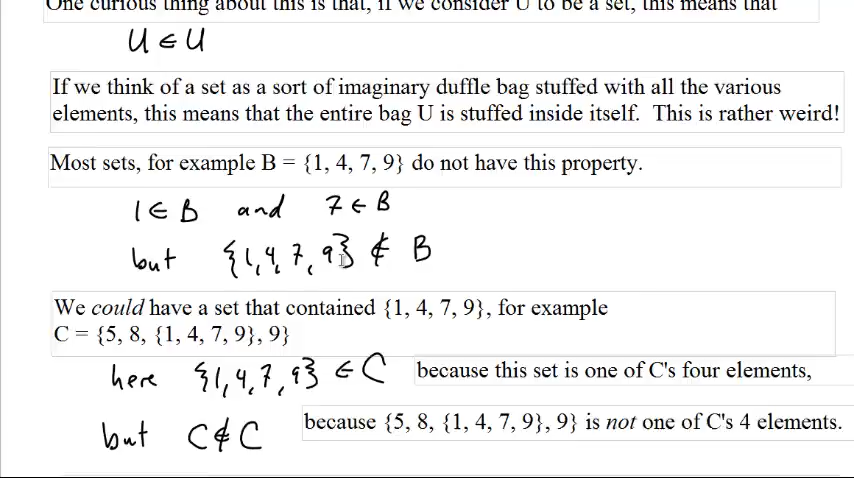 One curious thing about this is that, if we consider U to be a set, this means that
U ∈ U
If we think of a set as a sort of imaginary duffle bag stuffed with all the various
elements, this means that the entire bag U is stuffed inside itself.  This is rather weird!
Most sets, for example B = {1, 4, 7, 9} do not have this property.
1 ∈ B and 7 ∈ B
but {1, 4, 7, 9} ∉ B
We could have a set that contained {1, 4, 7, 9}, for example
C = {5, 8, {1, 4, 7, 9}, 9}
here {1, 4, 7, 9} ∈ C because this set is one of C's four elements,
but C ∉ C because {5, 8, {1, 4, 7, 9}, 9} is not one of C's 4 elements.